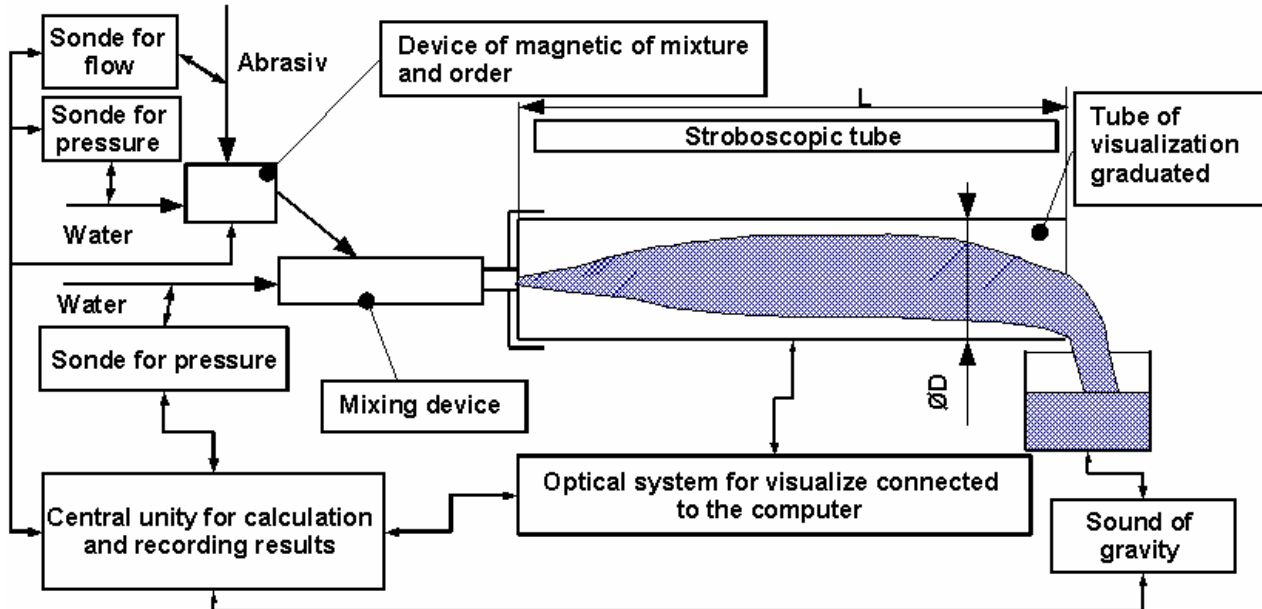 Sonde for
flow
Abrasiv
Device of magnetic of mixture
and order
L
Stroboscopic tube
Tube of
visualization
graduated
Sonde for
pressure
Water
Water
Sonde for pressure
Mixing device
ØD
Central unity for calculation
and recording results
Optical system for visualize connected
to the computer
Sound of
gravity